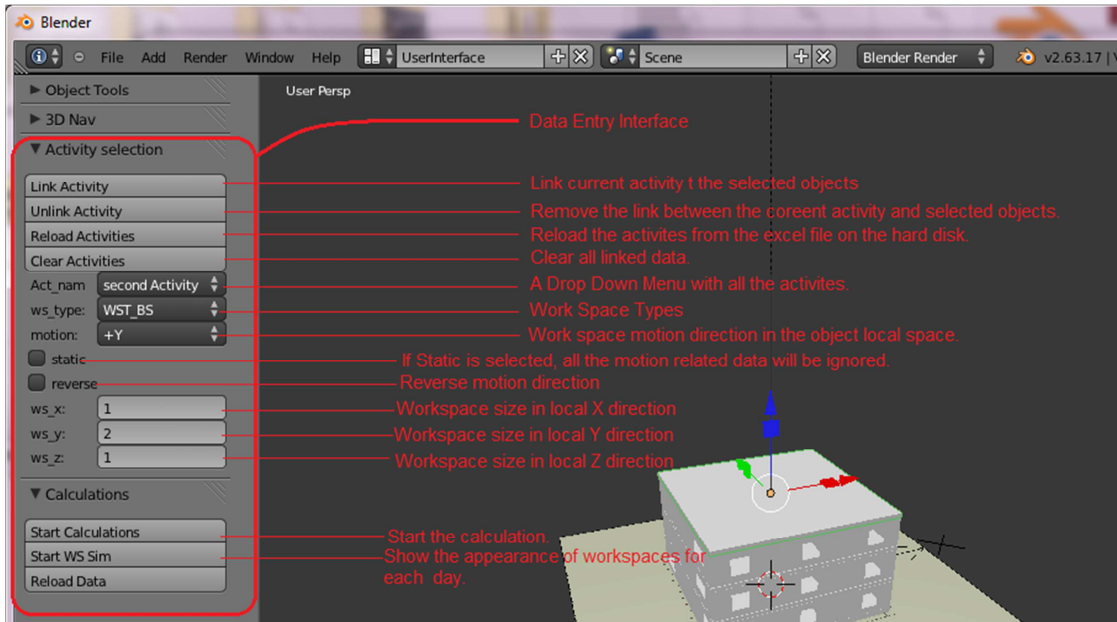 Blender
File Add Render Window Help UserInterface Scene Blender Render v2.63.17 |
Object Tools
User Persp
3D Nav
Data Entry Interface
Activity selection
Link Activity
Link current activity t the selected objects
Unlink Activity
Remove the link between the coreent activity and selected objects.
Reload Activities
Reload the activites from the excel file on the hard disk.
Clear Activities
Clear all linked data.
Act_nam second Activity
A Drop Down Menu with all the activites.
ws_type: WST_BS
Work Space Types
motion: +Y
Work space motion direction in the object local space.
static
If Static is selected, all the motion related data will be ignored.
reverse
Reverse motion direction
ws_x: 1
Workspace size in local X direction
ws_y: 2
Workspace size in local Y direction
ws_z: 1
Workspace size in local Z direction
Calculations
Start Calculations
Start the calculation.
Start WS Sim
Show the appearance of workspaces for
each day.
Reload Data